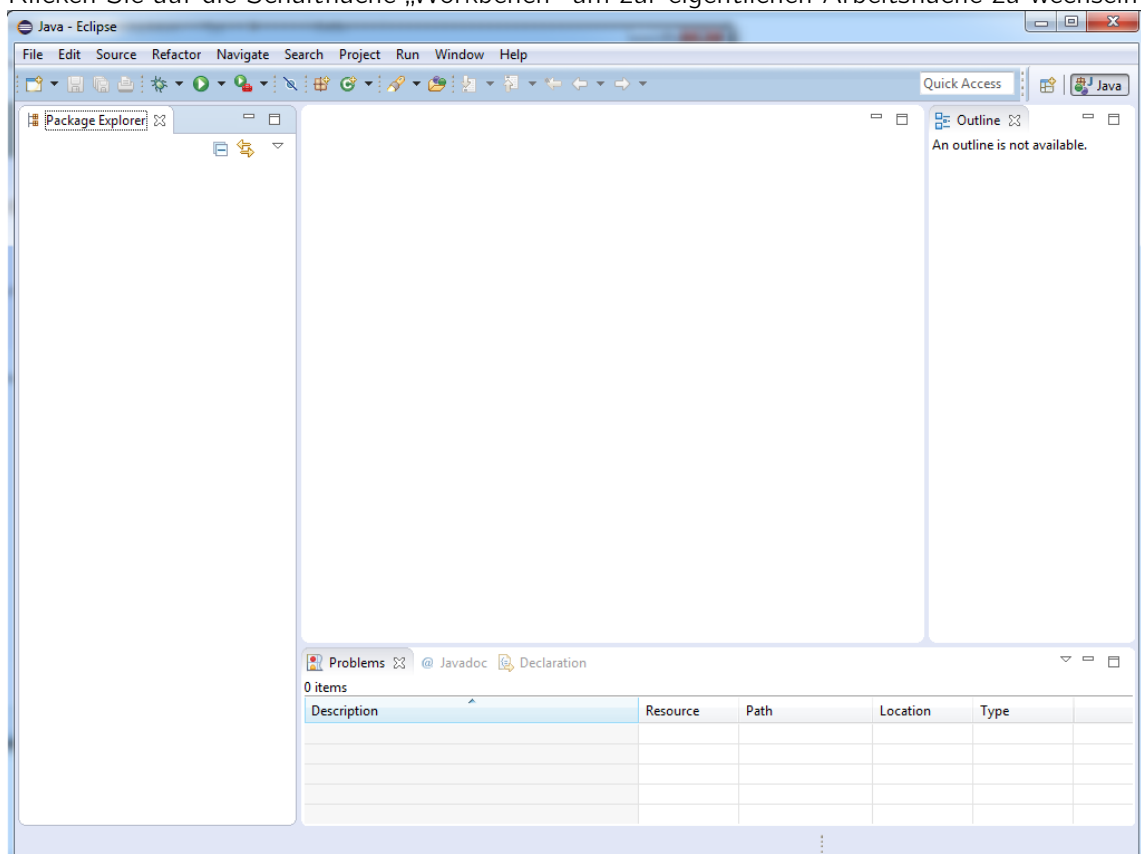 Klicken Sie auf die Schaltfläche „Workbench“ um zur eigentlichen Arbeitsfläche zu wechseln
Java - Eclipse
File Edit Source Refactor Navigate Search Project Run Window Help
Quick Access Java
Package Explorer
Outline
An outline is not available.
Problems @ Javadoc Declaration
0 items
Description Resource Path Location Type